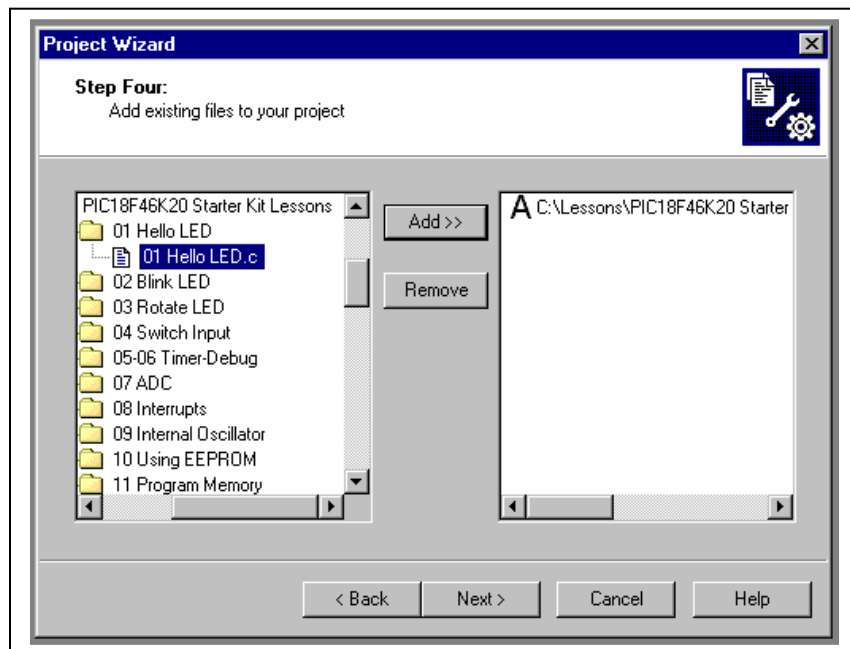 Project Wizard
Step Four:
Add existing files to your project
PIC18F46K20 Starter Kit Lessons
01 Hello LED
01 Hello LED.c
02 Blink LED
03 Rotate LED
04 Switch Input
05-06 Timer-Debug
07 ADC
08 Interrupts
09 Internal Oscillator
10 Using EEPROM
11 Program Memory
Add >>
Remove
A C:\Lessons\PIC18F46K20 Starter
< Back
Next >
Cancel
Help